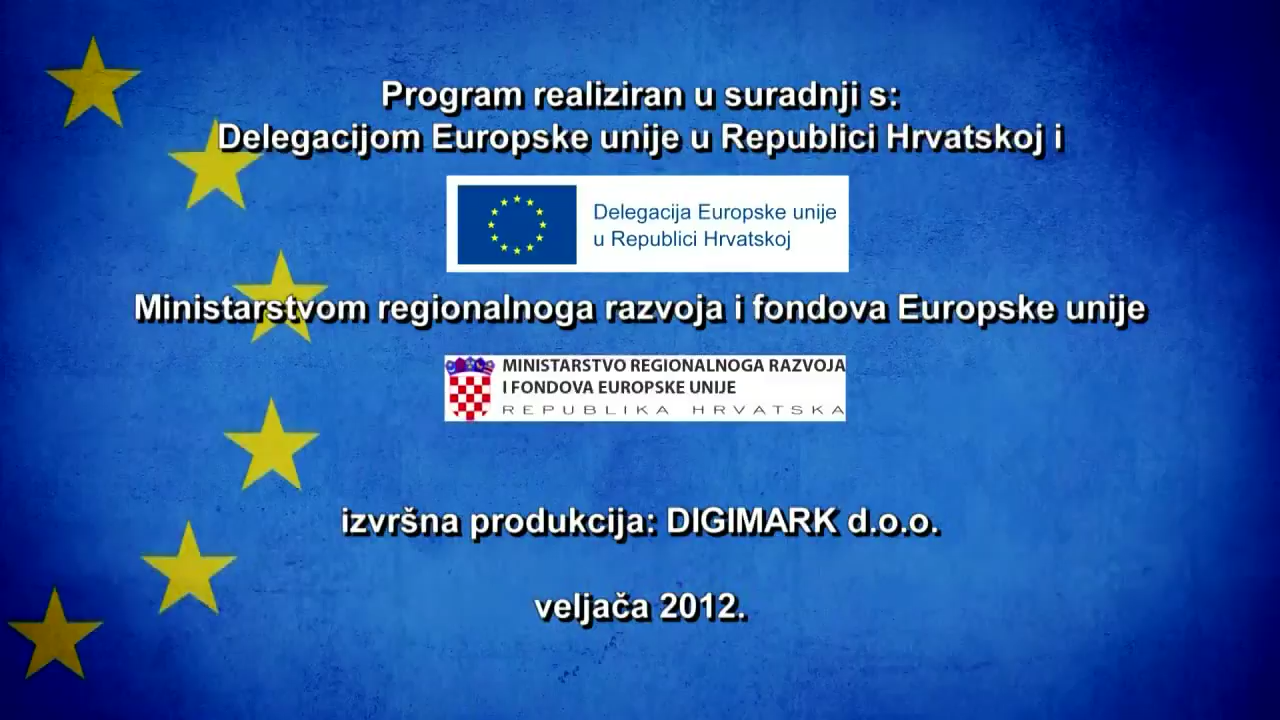 Program realiziran u suradnji s:
Delegacijom Europske unije u Republici Hrvatskoj i
Delegacija Europske unije
u Republici Hrvatskoj
Ministarstvom regionalnoga razvoja i fondova Europske unije
MINISTARSTVO REGIONALNOGA RAZVOJA
I FONDOVA EUROPSKE UNIJE
REPUBLIKA HRVATSKA
izvršna produkcija: DIGIMARK d.o.o.
veljača 2012.